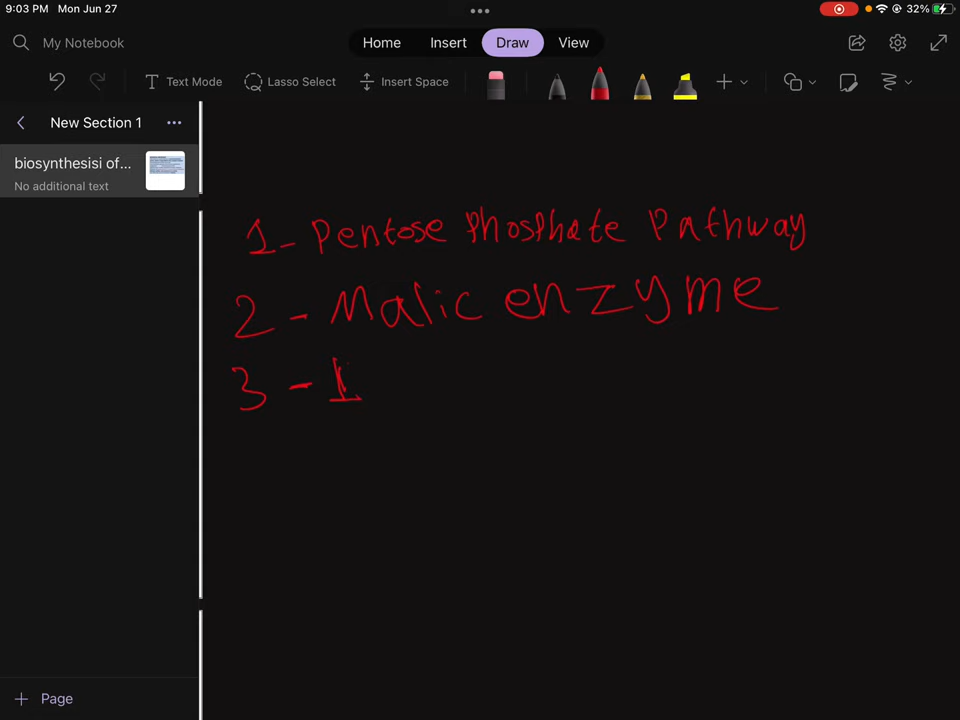 9:03 PM Mon Jun 27
32%
My Notebook
Home Insert Draw View
Text Mode Lasso Select Insert Space
New Section 1
biosynthesisi of...
No additional text
1- Pentose Phosphate Pathway
2 - Malic enzyme
3 - 1
Page